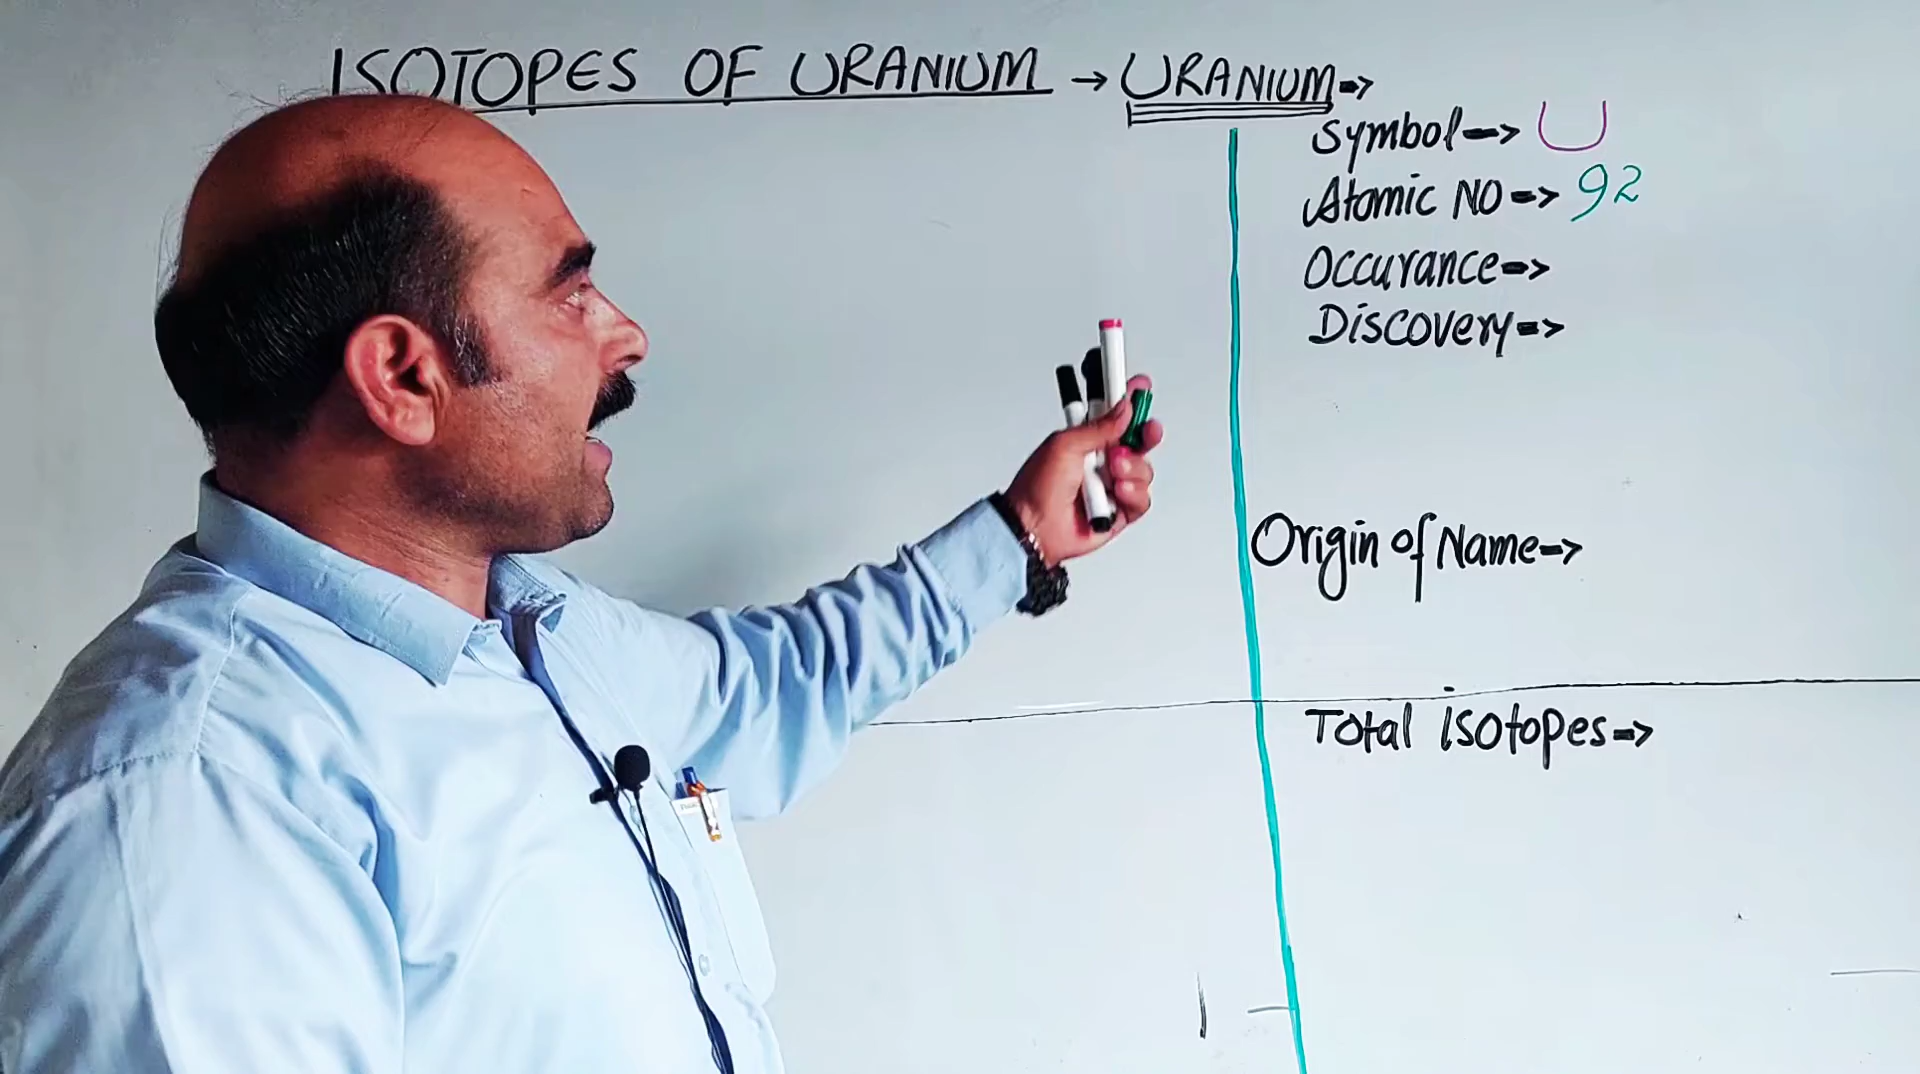 ISOTOPES OF URANIUM → URANIUM =>
Symbol => U
Atomic NO => 92
Occurance =>
Discovery =>
Origin of Name =>
Total isotopes =>